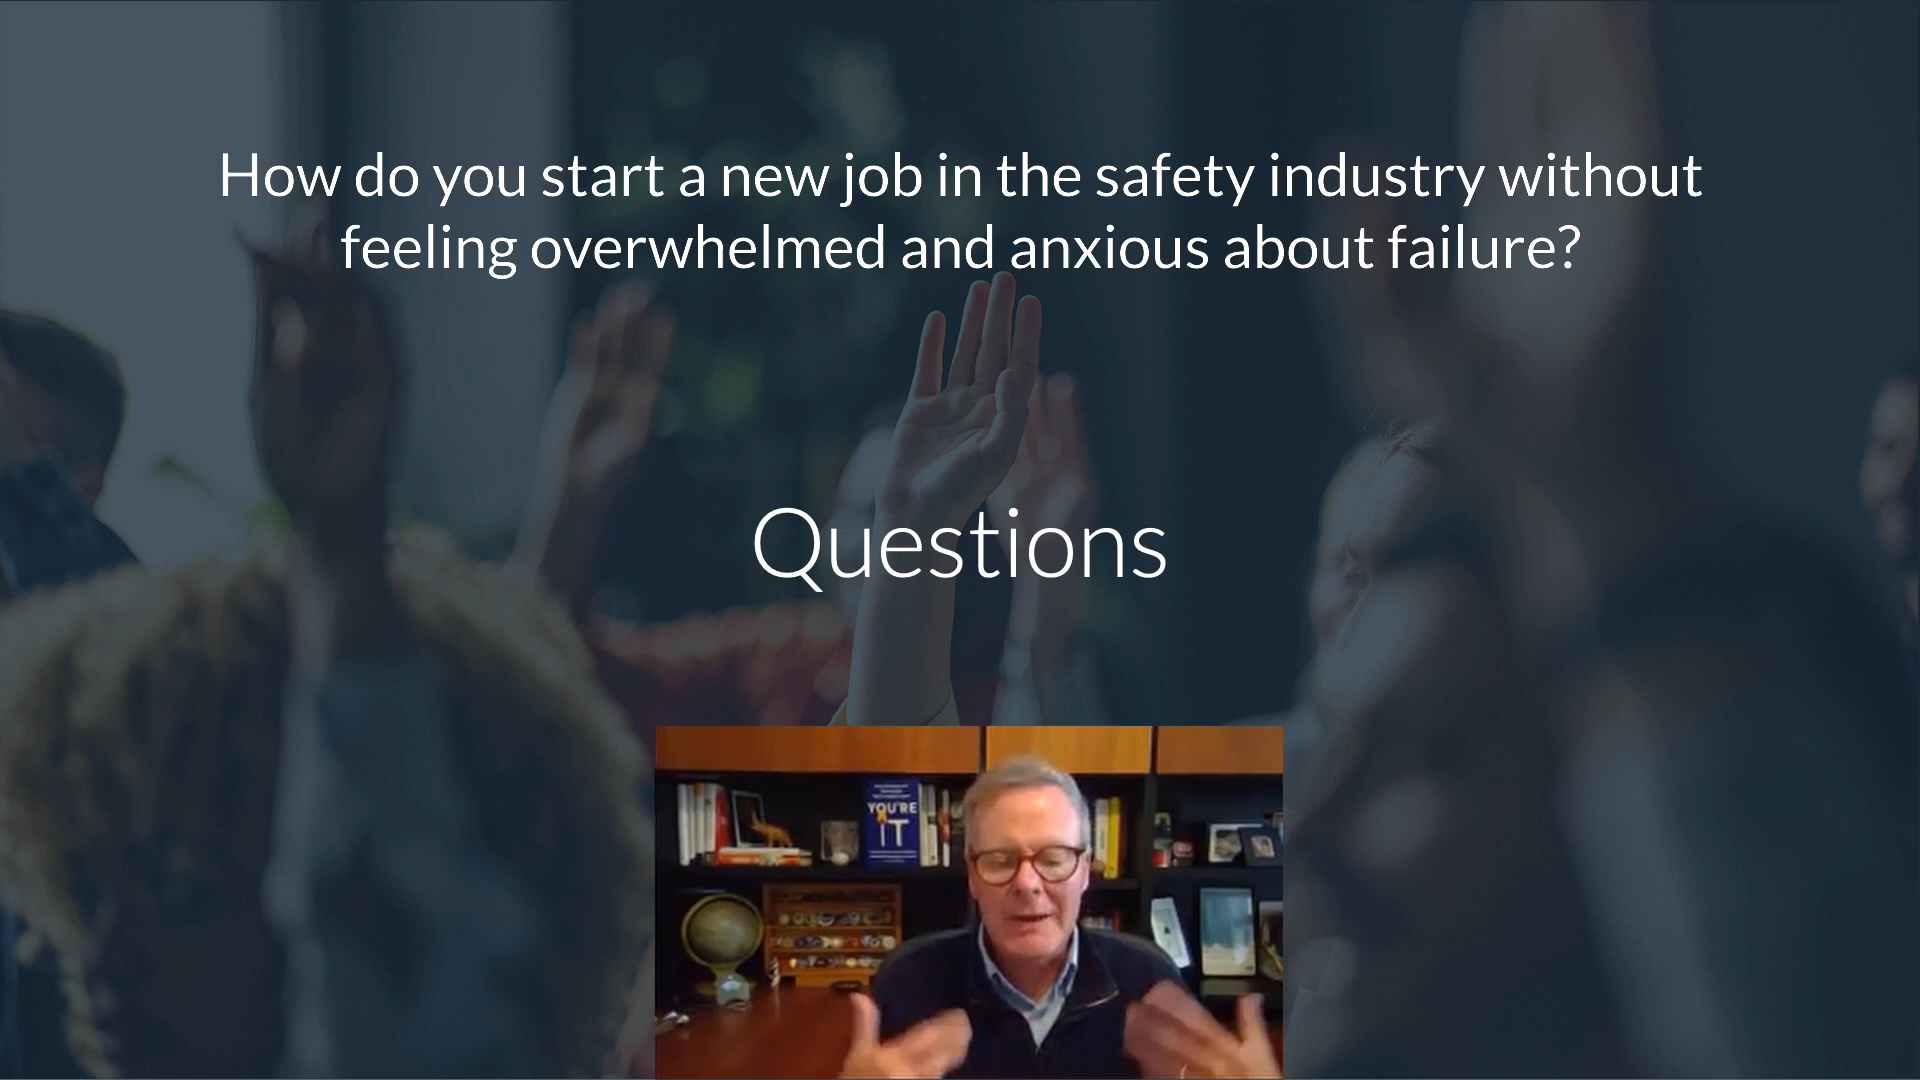 How do you start a new job in the safety industry without
feeling overwhelmed and anxious about failure?
Questions
YOU'RE
IT